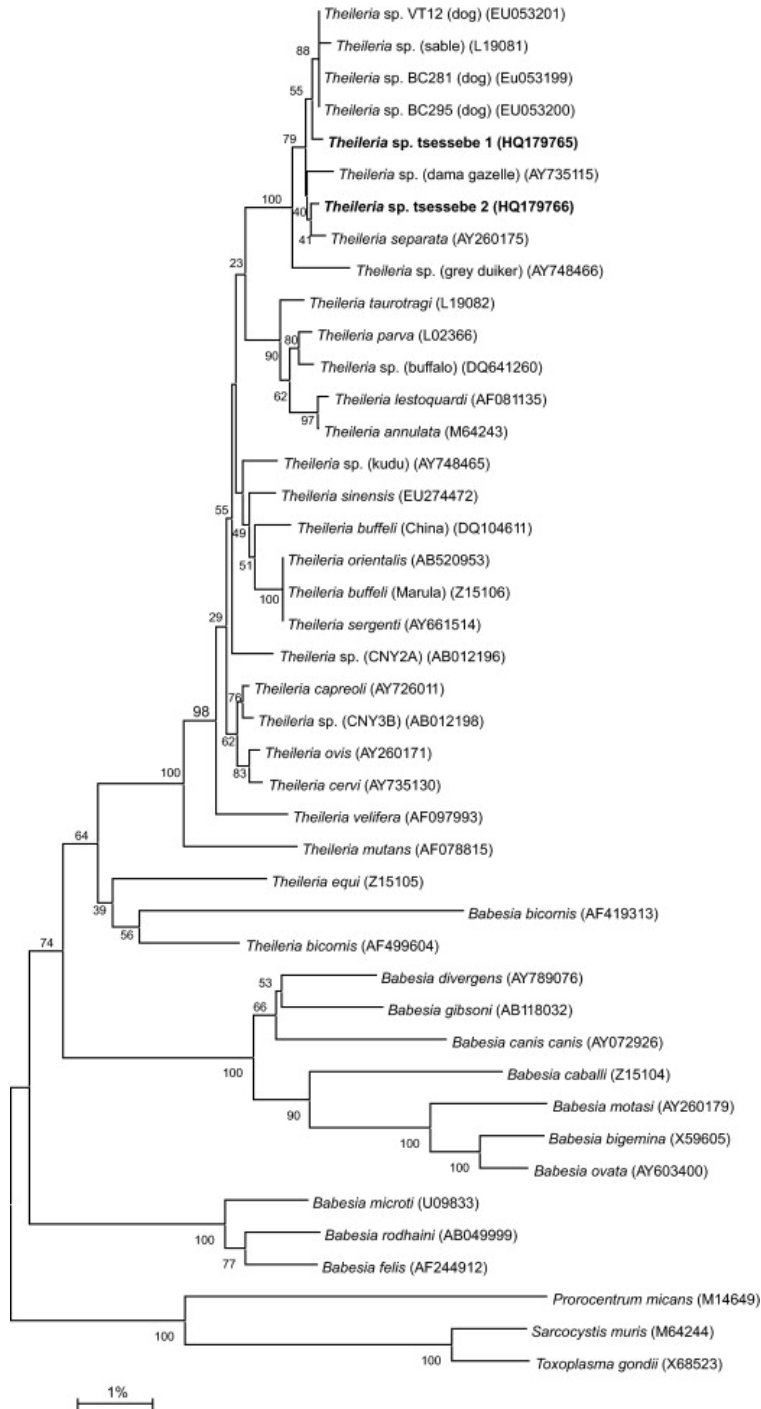 Theileria sp. VT12 (dog) (EU053201)
88
Theileria sp. (sable) (L19081)
Theileria sp. BC281 (dog) (Eu053199)
55
Theileria sp. BC295 (dog) (EU053200)
79
Theileria sp. tsessebe 1 (HQ179765)
Theileria sp. (dama gazelle) (AY735115)
100
40
Theileria sp. tsessebe 2 (HQ179766)
41
Theileria separata (AY260175)
23
Theileria sp. (grey duiker) (AY748466)
Theileria taurotragi (L19082)
80
Theileria parva (L02366)
90
Theileria sp. (buffalo) (DQ641260)
62
Theileria lestoquardi (AF081135)
97
Theileria annulata (M64243)
Theileria sp. (kudu) (AY748465)
Theileria sinensis (EU274472)
55
49
Theileria buffeli (China) (DQ104611)
51
Theileria orientalis (AB520953)
100
Theileria buffeli (Marula) (Z15106)
29
Theileria sergenti (AY661514)
Theileria sp. (CNY2A) (AB012196)
76
Theileria capreoli (AY726011)
98
Theileria sp. (CNY3B) (AB012198)
62
Theileria ovis (AY260171)
100
83
Theileria cervi (AY735130)
Theileria velifera (AF097993)
64
Theileria mutans (AF078815)
Theileria equi (Z15105)
39
Babesia bicornis (AF419313)
56
Theileria bicornis (AF499604)
74
53
Babesia divergens (AY789076)
66
Babesia gibsoni (AB118032)
Babesia canis canis (AY072926)
100
Babesia caballi (Z15104)
90
Babesia motasi (AY260179)
100
Babesia bigemina (X59605)
100
Babesia ovata (AY603400)
Babesia microti (U09833)
100
Babesia rodhaini (AB049999)
77
Babesia felis (AF244912)
Prorocentrum micans (M14649)
100
Sarcocystis muris (M64244)
100
Toxoplasma gondii (X68523)
1%